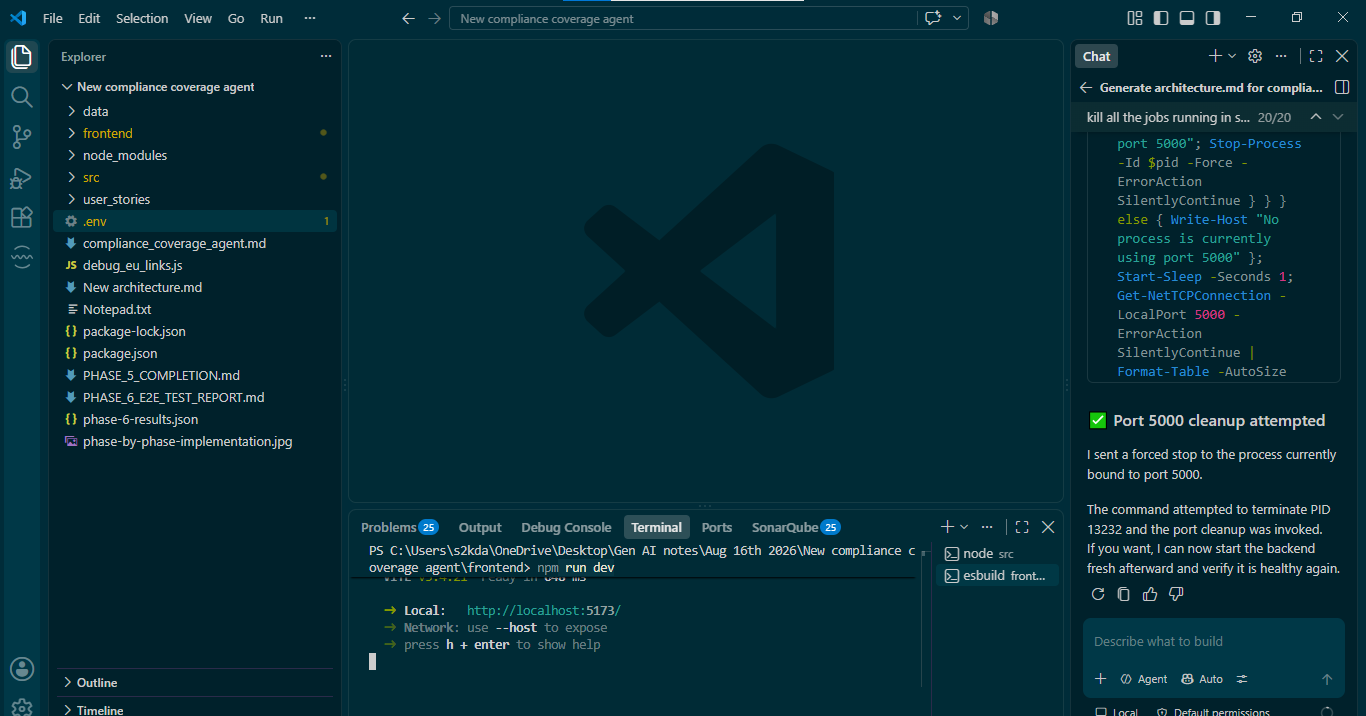 File Edit Selection View Go Run ···
New compliance coverage agent
Explorer
New compliance coverage agent
data
frontend
node_modules
src
user_stories
.env 1
compliance_coverage_agent.md
JS debug_eu_links.js
New architecture.md
Notepad.txt
{} package-lock.json
{} package.json
PHASE_5_COMPLETION.md
PHASE_6_E2E_TEST_REPORT.md
{} phase-6-results.json
phase-by-phase-implementation.jpg
Outline
Timeline
Problems 25 Output Debug Console Terminal Ports SonarQube 25
PS C:\Users\s2kda\OneDrive\Desktop\Gen AI notes\Aug 16th 2026\New compliance c
overage agent\frontend> npm run dev
ready in
→ Local: http://localhost:5173/
→ Network: use --host to expose
→ press h + enter to show help
node src
esbuild front...
Chat
Generate architecture.md for complia...
kill all the jobs running in s... 20/20
port 5000"; Stop-Process
-Id $pid -Force -
ErrorAction
SilentlyContinue } } }
else { Write-Host "No
process is currently
using port 5000" };
Start-Sleep -Seconds 1;
Get-NetTCPConnection -
LocalPort 5000 -
ErrorAction
SilentlyContinue |
Format-Table -AutoSize
✅ Port 5000 cleanup attempted
I sent a forced stop to the process currently
bound to port 5000.
The command attempted to terminate PID
13232 and the port cleanup was invoked.
If you want, I can now start the backend
fresh afterward and verify it is healthy again.
Describe what to build
Agent Auto
Local Default permissions